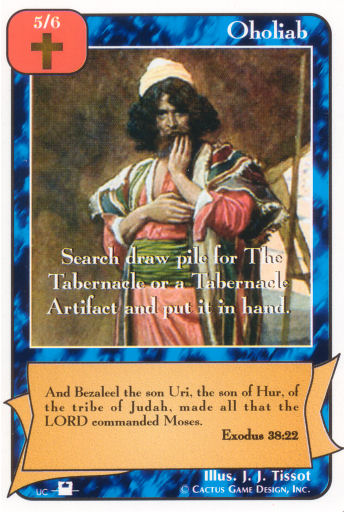 5/6
Oholiab
Search draw pile for The
Tabernacle or a Tabernacle
Artifact and put it in hand.
And Bezaleel the son Uri, the son of Hur, of
the tribe of Judah, made all that the
LORD commanded Moses.
Exodus 38:22
Illus. J. J. Tissot
UC
© CACTUS GAME DESIGN, INC.